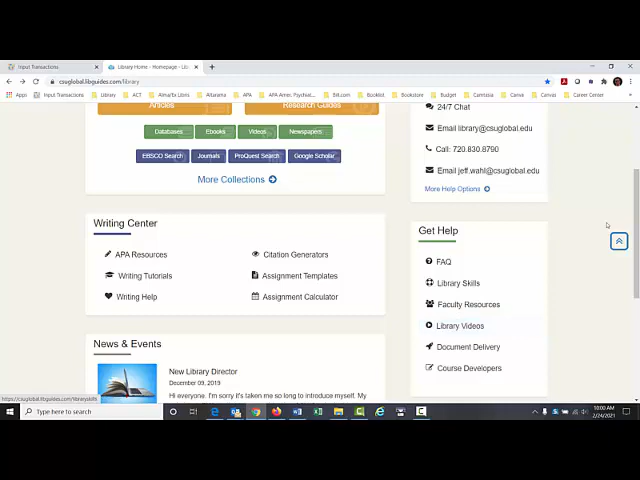 Input Transactions
Library Home - Homepage - Lib
csuglobal.libguides.com/library
Apps
Input Transactions
Library
ACT
Alma/Ex Libris
Altarama
APA
APA Amer. Psychiatr...
Bill.com
Booklist
Bookstore
Budget
Camtasia
Canva
Canvas
Career Center
Articles
Research Guides
Databases
Ebooks
Videos
Newspapers
EBSCO Search
Journals
ProQuest Search
Google Scholar
More Collections
24/7 Chat
Email library@csuglobal.edu
Call: 720.830.8790
Email jeff.wahl@csuglobal.edu
More Help Options
Writing Center
APA Resources
Citation Generators
Writing Tutorials
Assignment Templates
Writing Help
Assignment Calculator
Get Help
FAQ
Library Skills
Faculty Resources
Library Videos
Document Delivery
Course Developers
News & Events
New Library Director
December 09, 2019
Hi everyone. I'm sorry it's taken me so long to introduce myself. My
https://csuglobal.libguides.com/libraryskills
Type here to search
10:00 AM
2/24/2021